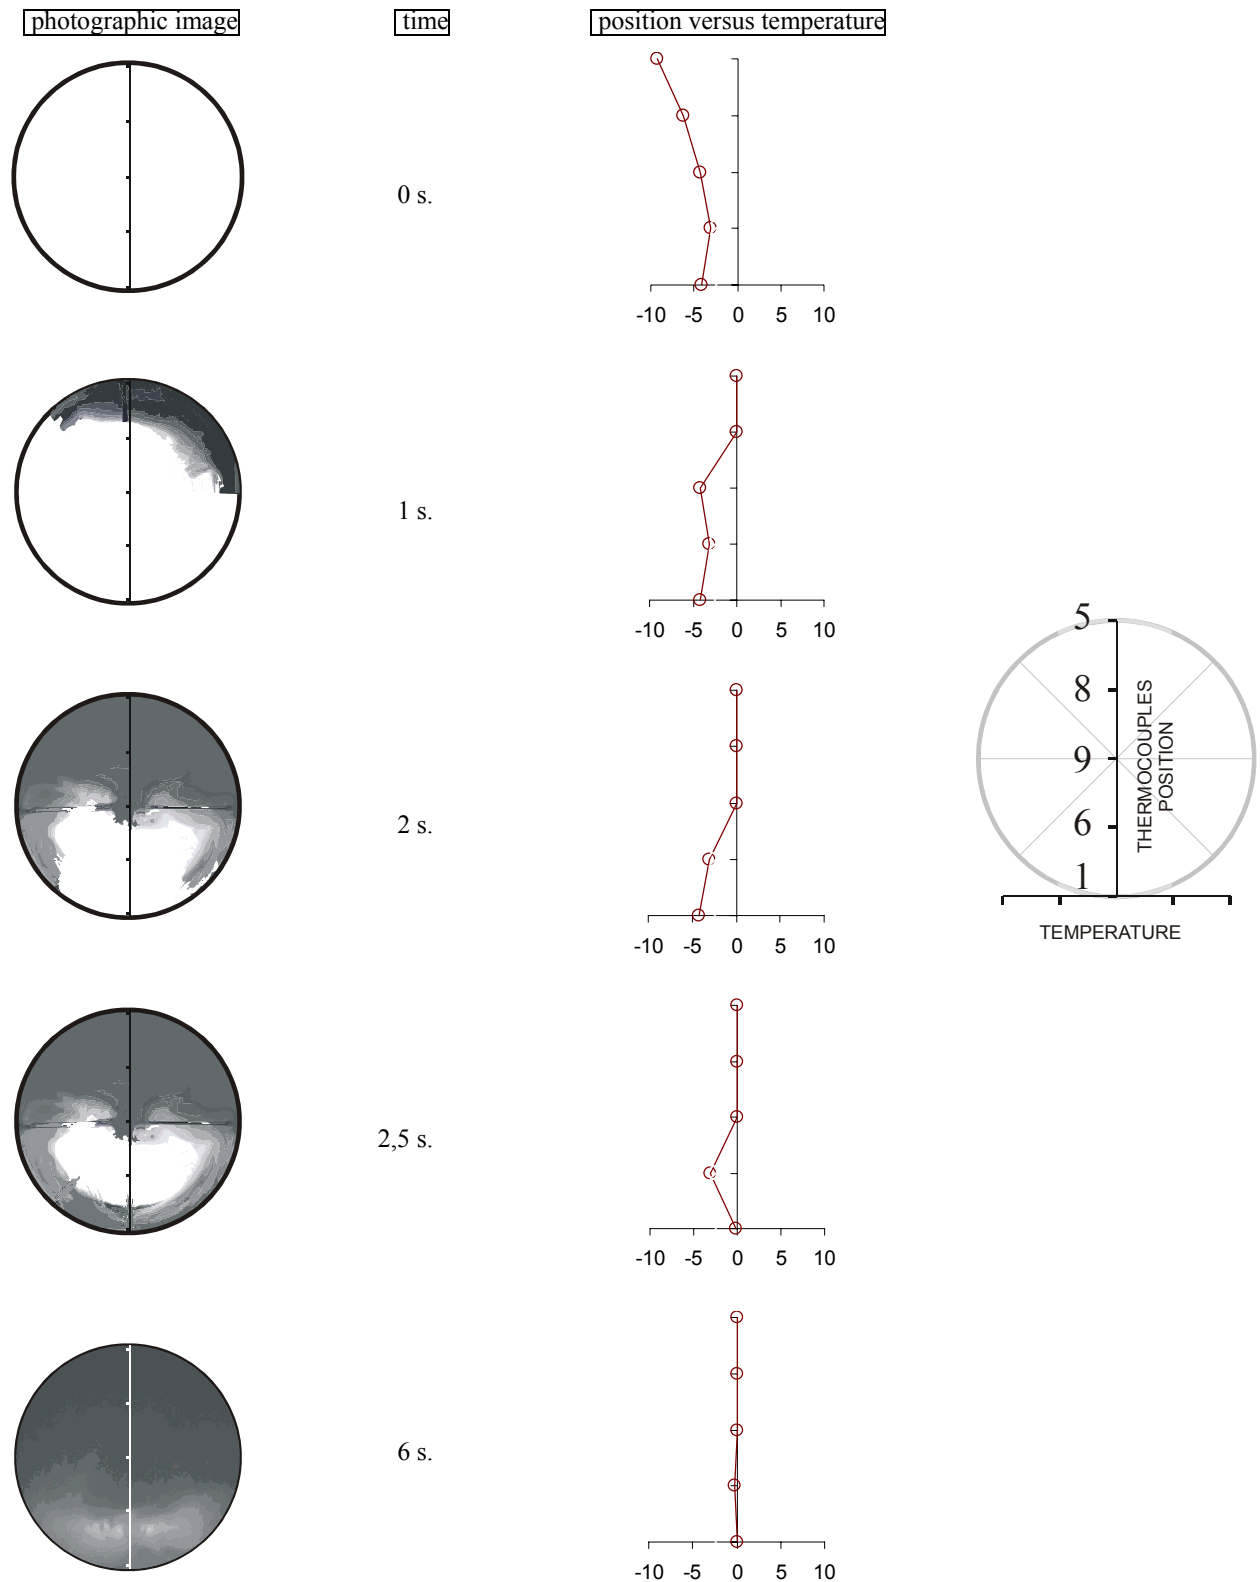 photographic image
time
position versus temperature
0 s.
-10 -5 0 5 10
1 s.
-10 -5 0 5 10
2 s.
-10 -5 0 5 10
5
8
9
6
1
THERMOCOUPLES
POSITION
TEMPERATURE
2,5 s.
-10 -5 0 5 10
6 s.
-10 -5 0 5 10